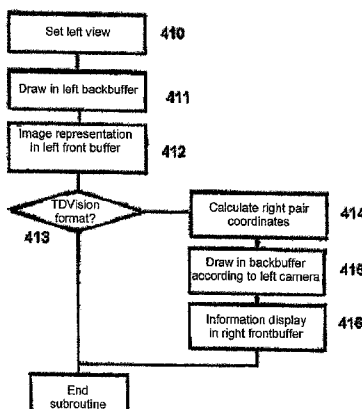 Set left view
410
Draw in left backbuffer
411
Image representation
in left front buffer
412
TDVision
format?
413
Calculate right pair
coordinates
414
Draw in backbuffer
according to left camera
415
Information display
in right frontbuffer
416
End
subroutine